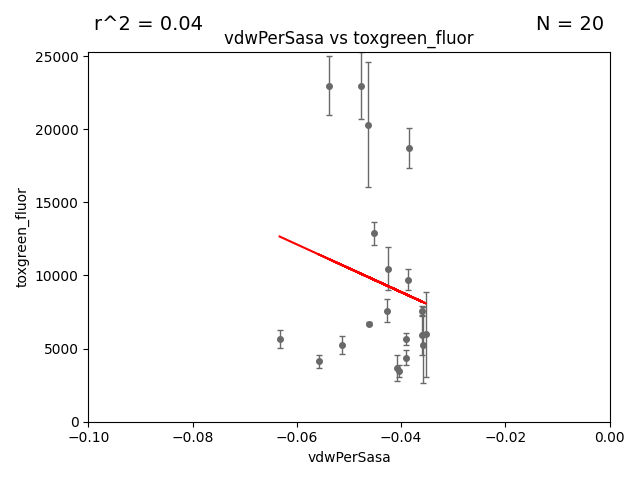 r^2 = 0.04
N = 20
vdwPerSasa vs toxgreen_fluor
toxgreen_fluor
25000
20000
15000
10000
5000
0
−0.10
−0.08
−0.06
−0.04
−0.02
0.00
vdwPerSasa